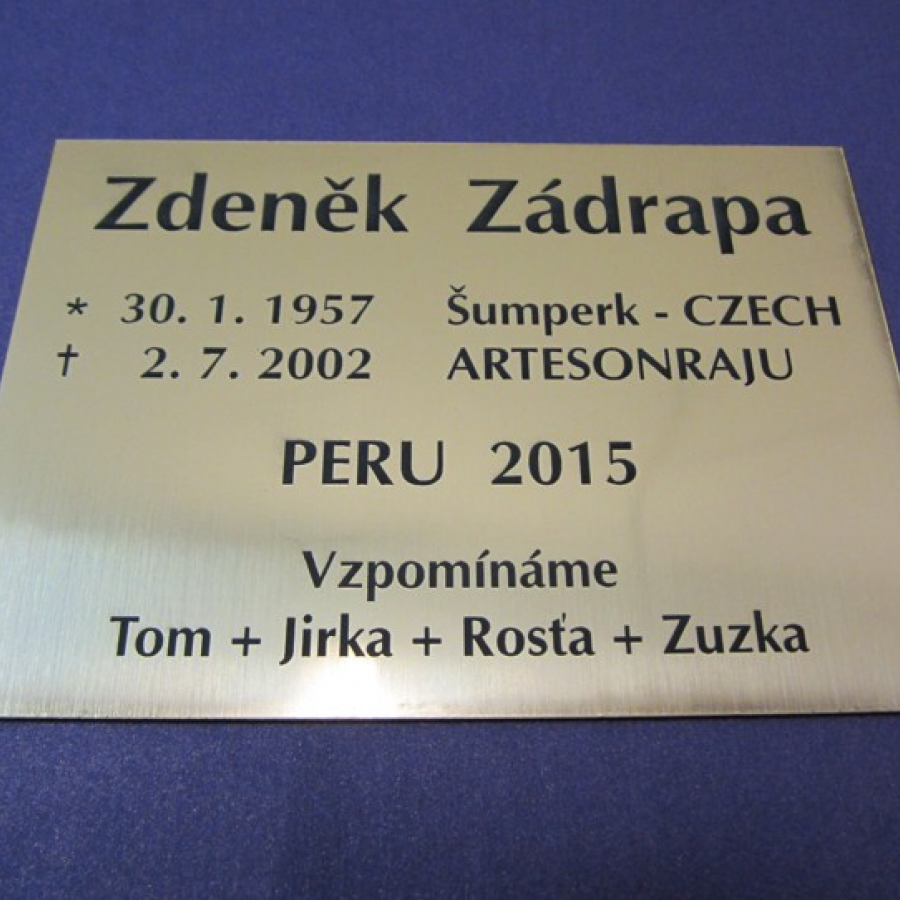 Zdeněk Zádrapa
* 30. 1. 1957 Šumperk - CZECH
† 2. 7. 2002 ARTESONRAJU
PERU 2015
Vzpomínáme
Tom + Jirka + Rosťa + Zuzka